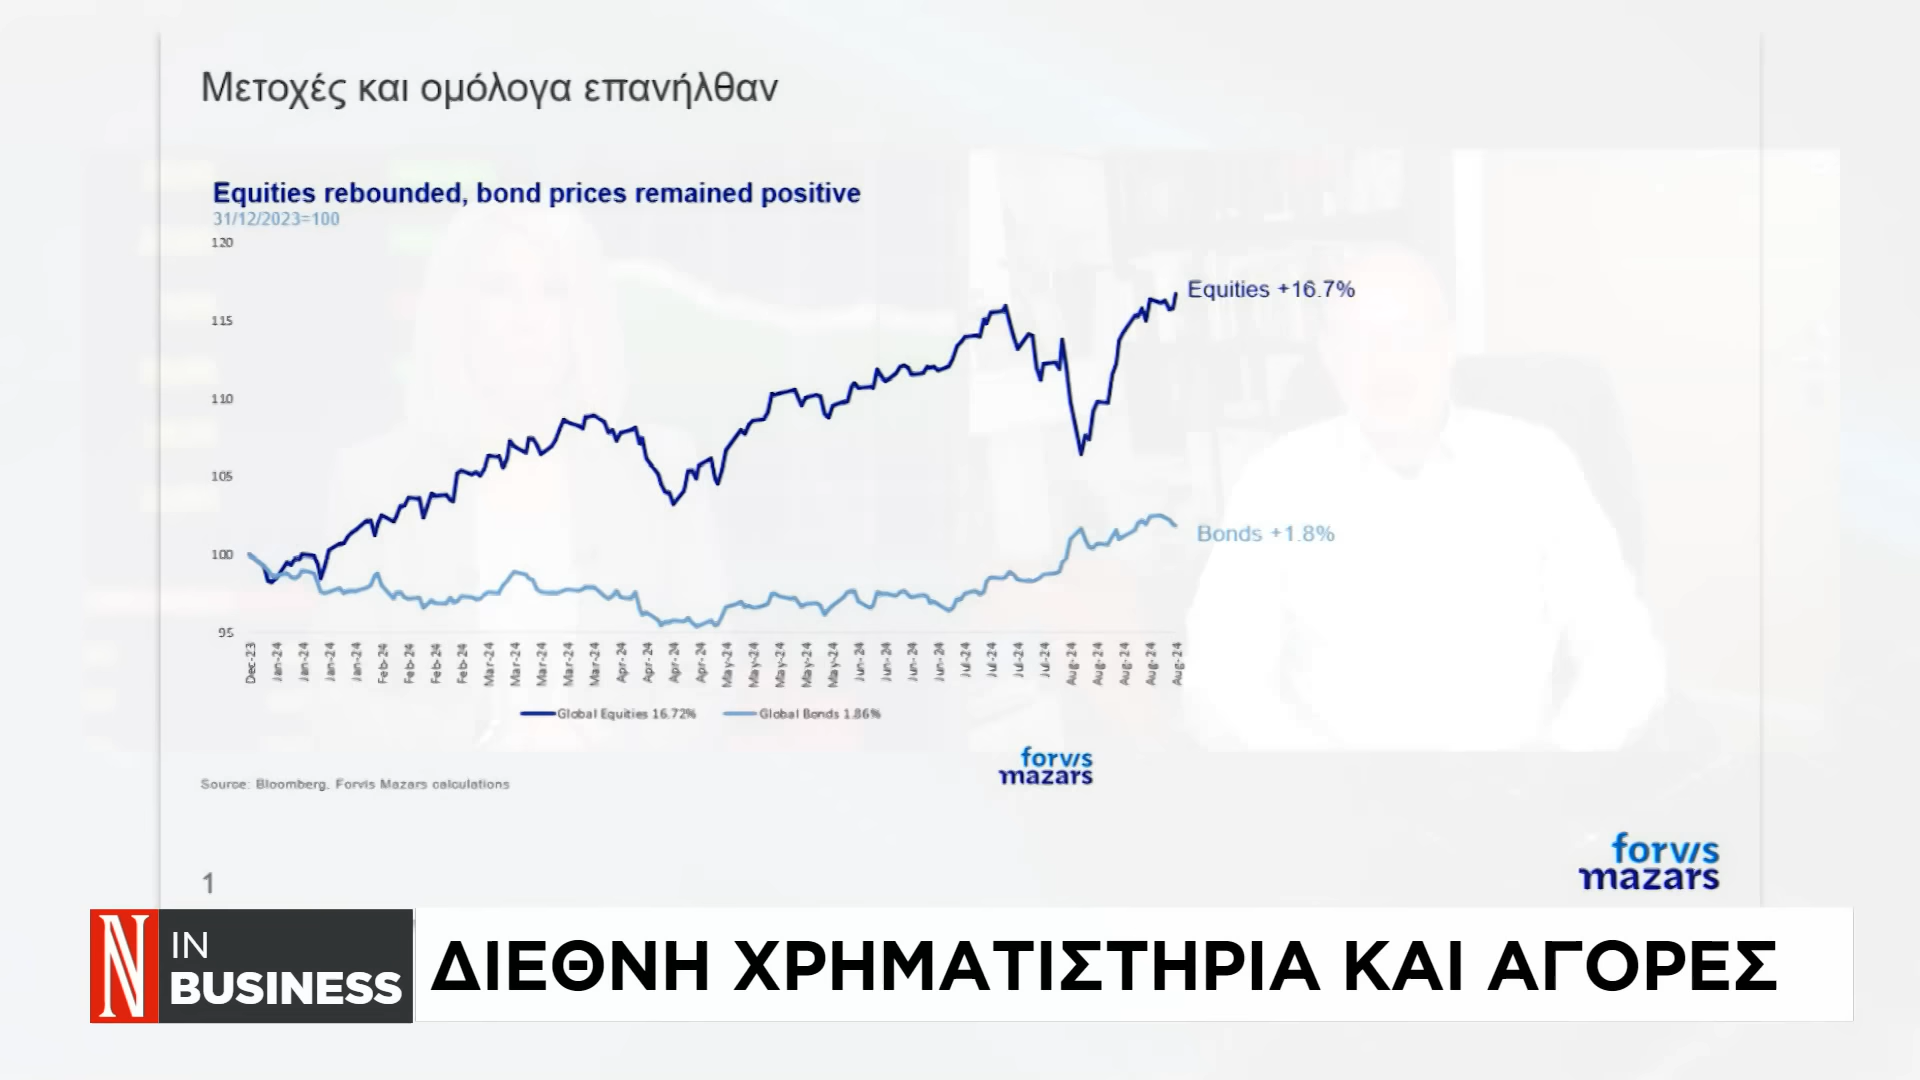 Μετοχές και ομόλογα επανήλθαν
Equities rebounded, bond prices remained positive
31/12/2023=100
120
115
110
105
100
95
Equities +16.7%
Bonds +1.8%
Dec-23 Jan-24 Jan-24 Jan-24 Jan-24 Feb-24 Feb-24 Feb-24 Feb-24 Mar-24 Mar-24 Mar-24 Mar-24 Mar-24 Apr-24 Apr-24 Apr-24 Apr-24 May-24 May-24 May-24 May-24 May-24 Jun-24 Jun-24 Jun-24 Jun-24 Jul-24 Jul-24 Jul-24 Jul-24 Aug-24 Aug-24 Aug-24 Aug-24 Aug-24
Global Equities 16.72% Global Bonds 1.86%
forvis
mazars
Source: Bloomberg, Forvis Mazars calculations
forvis
mazars
1
N IN
BUSINESS
ΔΙΕΘΝΗ ΧΡΗΜΑΤΙΣΤΗΡΙΑ ΚΑΙ ΑΓΟΡΕΣ